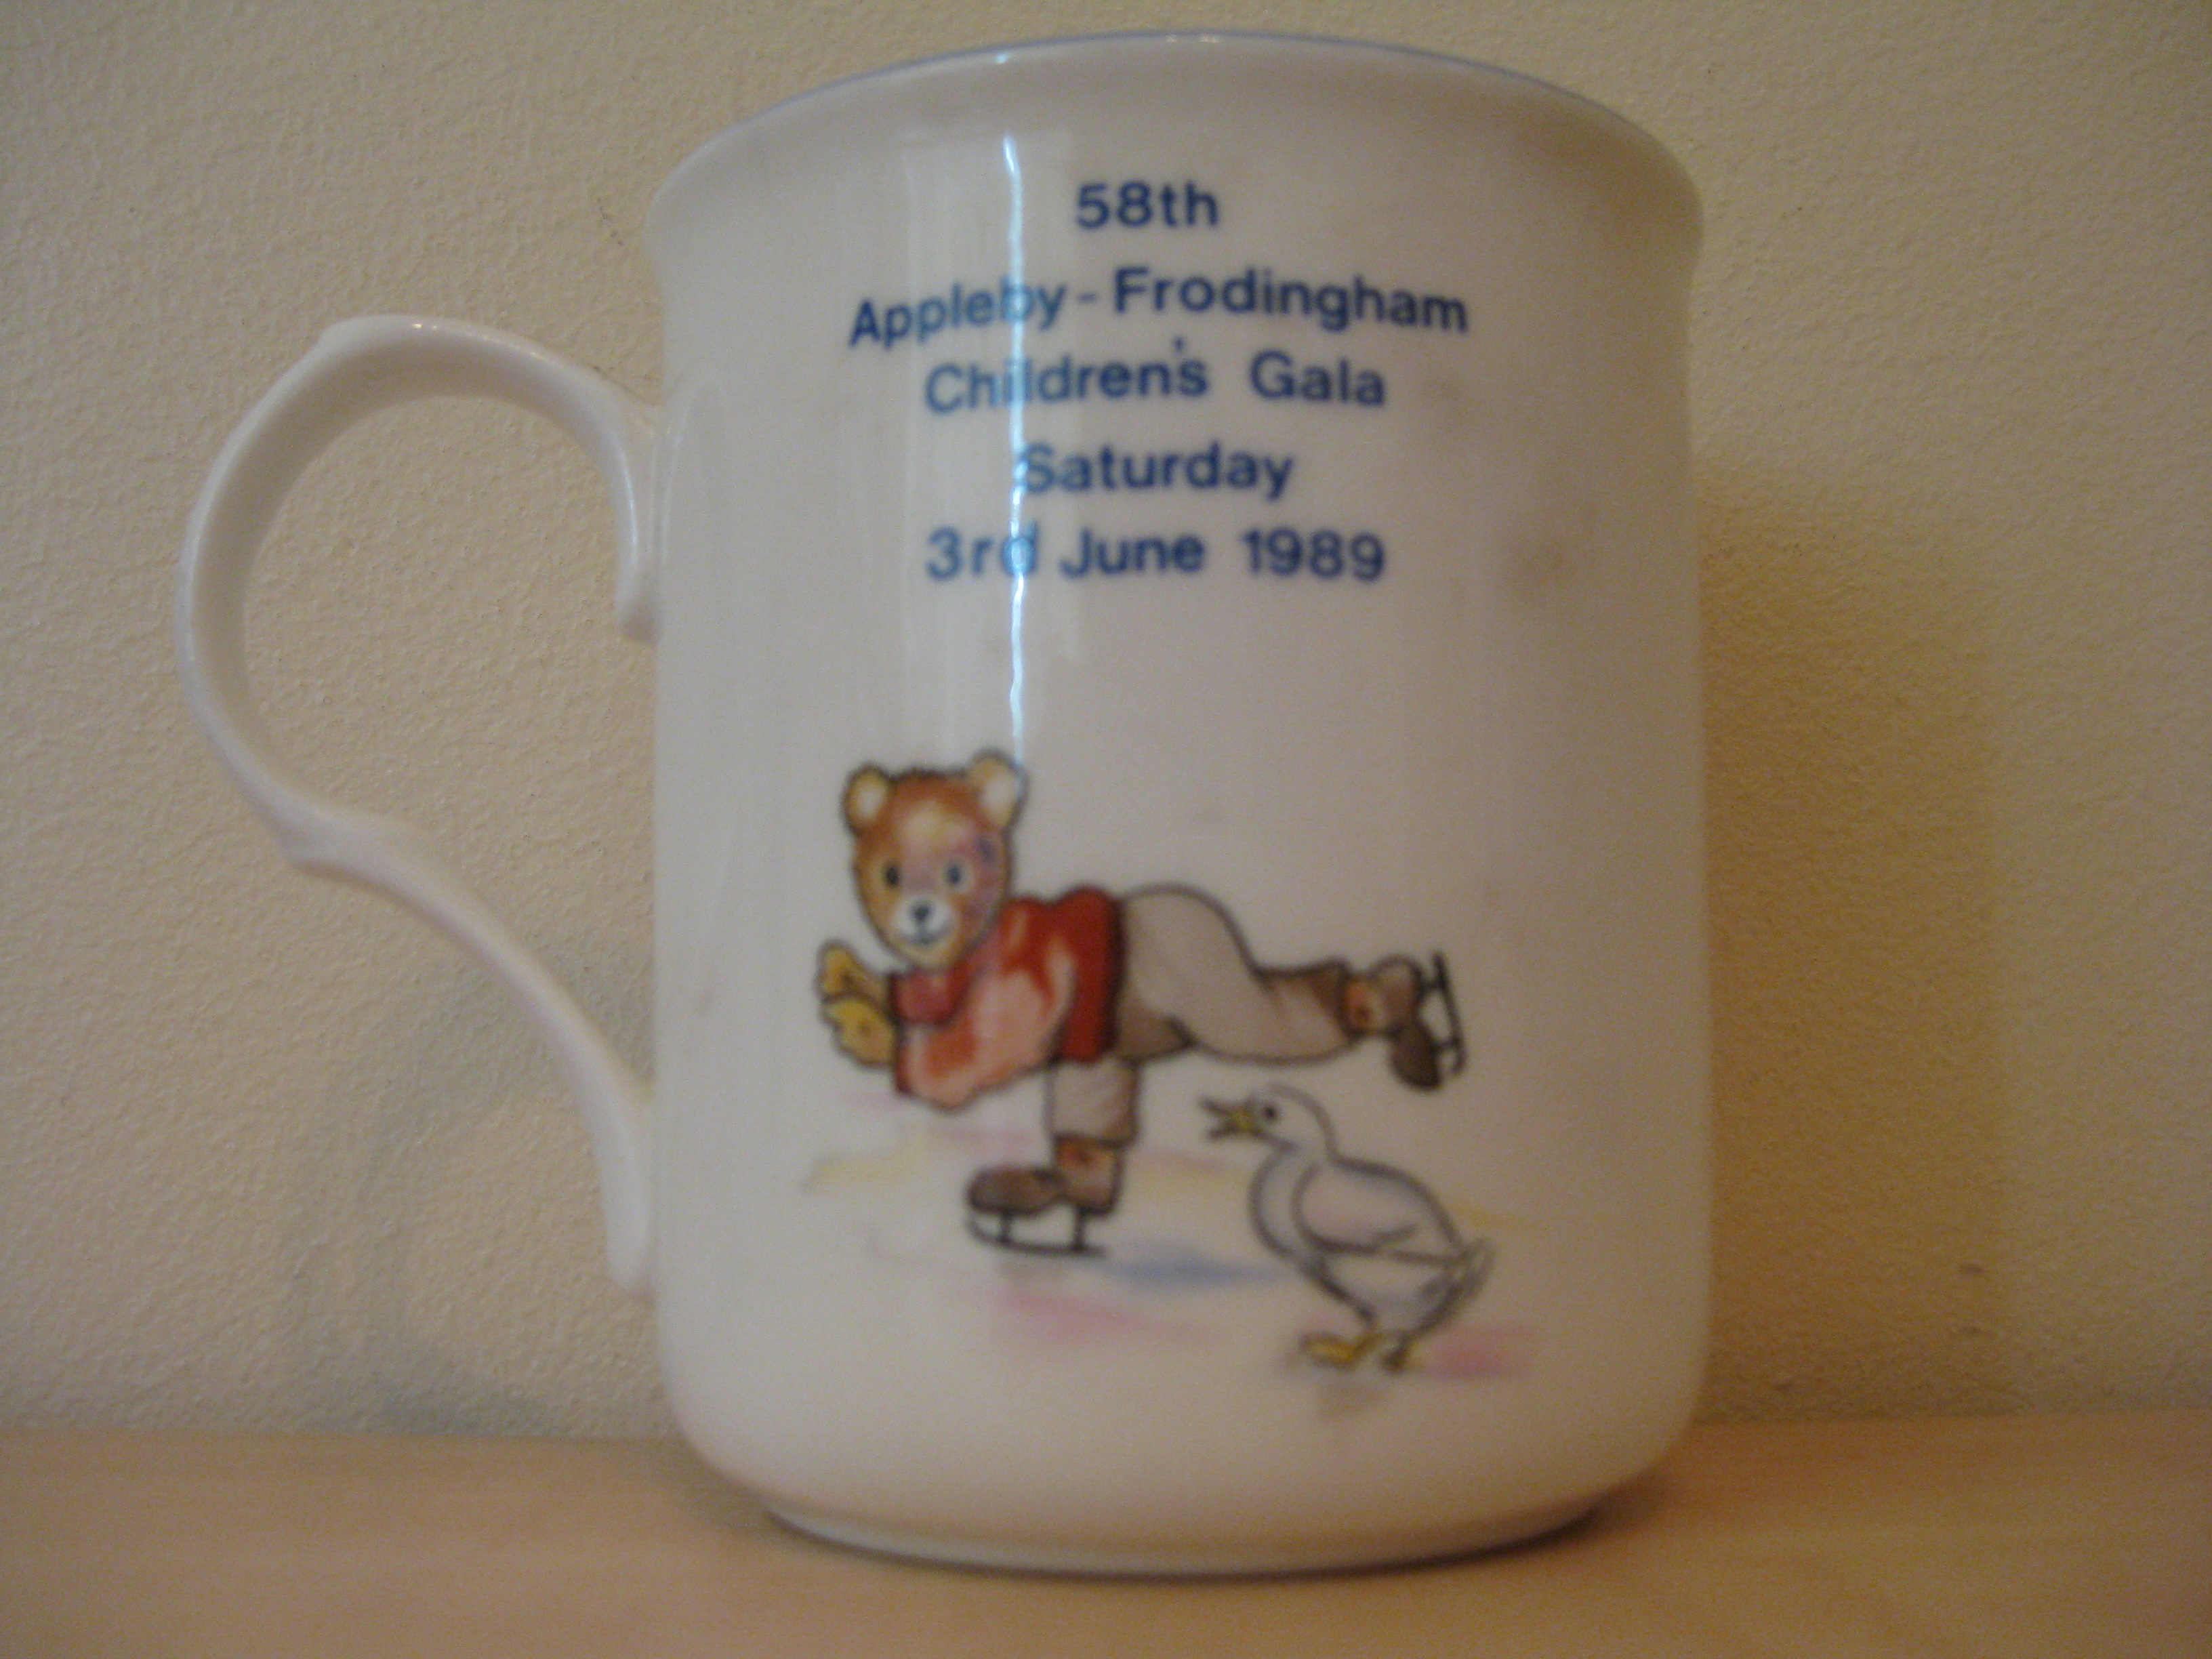 58th
Appleby - Frodingham
Children's Gala
Saturday
3rd June 1989